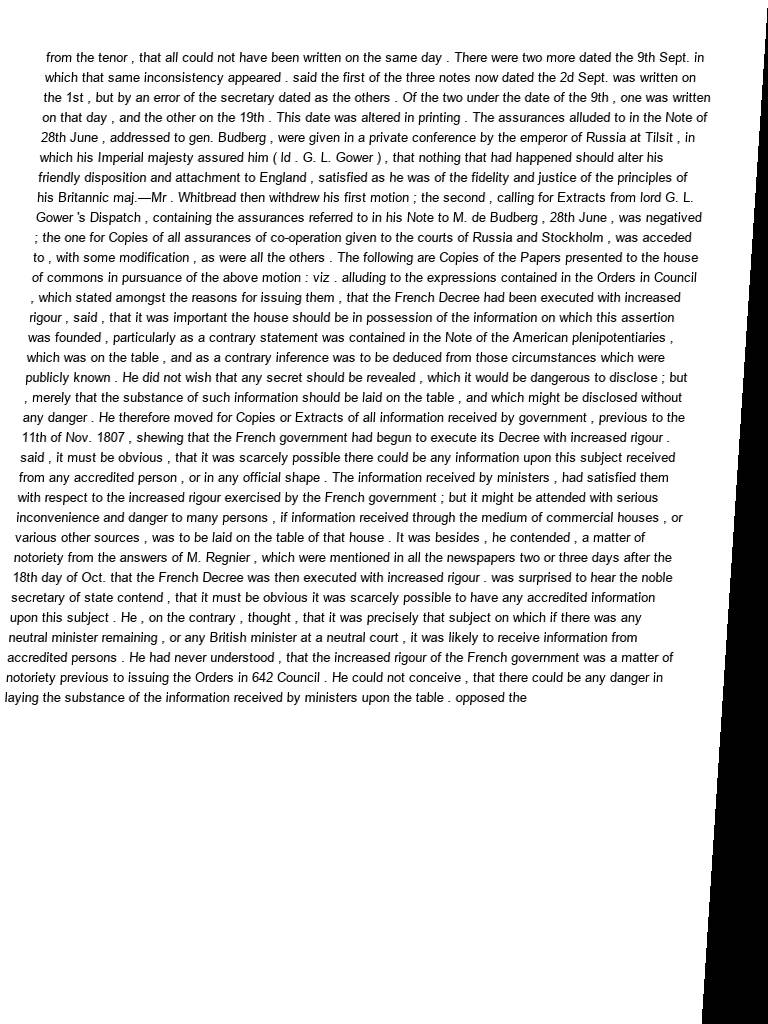 from the tenor , that all could not have been written on the same day . There were two more dated the 9th Sept. in
which that same inconsistency appeared . said the first of the three notes now dated the 2d Sept. was written on
the 1st , but by an error of the secretary dated as the others . Of the two under the date of the 9th , one was written
on that day , and the other on the 19th . This date was altered in printing . The assurances alluded to in the Note of
28th June , addressed to gen. Budberg , were given in a private conference by the emperor of Russia at Tilsit , in
which his Imperial majesty assured him ( ld . G. L. Gower ) , that nothing that had happened should alter his
friendly disposition and attachment to England , satisfied as he was of the fidelity and justice of the principles of
his Britannic maj.—Mr . Whitbread then withdrew his first motion ; the second , calling for Extracts from lord G. L.
Gower 's Dispatch , containing the assurances referred to in his Note to M. de Budberg , 28th June , was negatived
; the one for Copies of all assurances of co-operation given to the courts of Russia and Stockholm , was acceded
to , with some modification , as were all the others . The following are Copies of the Papers presented to the house
of commons in pursuance of the above motion : viz . alluding to the expressions contained in the Orders in Council
, which stated amongst the reasons for issuing them , that the French Decree had been executed with increased
rigour , said , that it was important the house should be in possession of the information on which this assertion
was founded , particularly as a contrary statement was contained in the Note of the American plenipotentiaries ,
which was on the table , and as a contrary inference was to be deduced from those circumstances which were
publicly known . He did not wish that any secret should be revealed , which it would be dangerous to disclose ; but
, merely that the substance of such information should be laid on the table , and which might be disclosed without
any danger . He therefore moved for Copies or Extracts of all information received by government , previous to the
11th of Nov. 1807 , shewing that the French government had begun to execute its Decree with increased rigour .
said , it must be obvious , that it was scarcely possible there could be any information upon this subject received
from any accredited person , or in any official shape . The information received by ministers , had satisfied them
with respect to the increased rigour exercised by the French government ; but it might be attended with serious
inconvenience and danger to many persons , if information received through the medium of commercial houses , or
various other sources , was to be laid on the table of that house . It was besides , he contended , a matter of
notoriety from the answers of M. Regnier , which were mentioned in all the newspapers two or three days after the
18th day of Oct. that the French Decree was then executed with increased rigour . was surprised to hear the noble
secretary of state contend , that it must be obvious it was scarcely possible to have any accredited information
upon this subject . He , on the contrary , thought , that it was precisely that subject on which if there was any
neutral minister remaining , or any British minister at a neutral court , it was likely to receive information from
accredited persons . He had never understood , that the increased rigour of the French government was a matter of
notoriety previous to issuing the Orders in 642 Council . He could not conceive , that there could be any danger in
laying the substance of the information received by ministers upon the table . opposed the